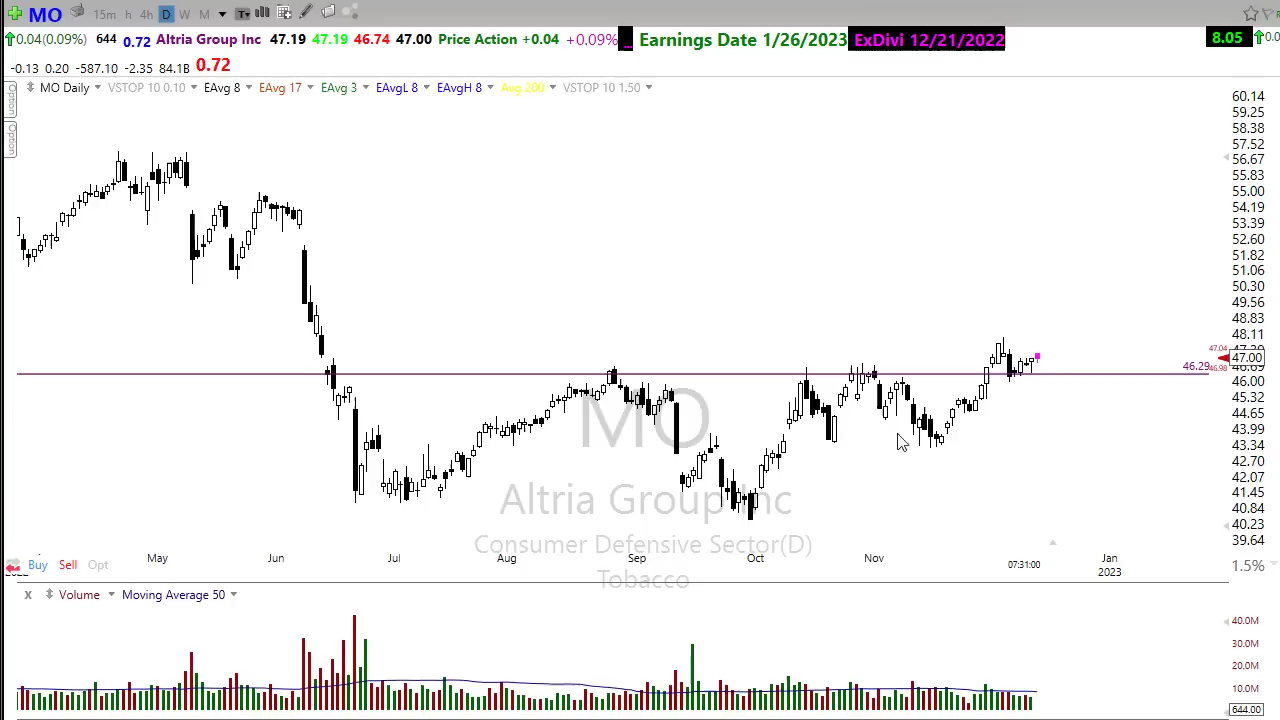 MO 15m h 4h D W M T
0.04(0.09%) 644 0.72 Altria Group Inc 47.19 47.19 46.74 47.00 Price Action +0.04 +0.09% Earnings Date 1/26/2023 ExDivi 12/21/2022 8.05
-0.13 0.20 -587.10 -2.35 84.1B 0.72
MO Daily VSTOP 10 0.10 EAvg 8 EAvg 17 EAvg 3 EAvgL 8 EAvgH 8 Avg 200 VSTOP 10 1.50
Option
Option
60.14
59.25
58.38
57.52
56.67
55.83
55.00
54.19
53.39
52.60
51.82
51.06
50.30
49.56
48.83
48.11
47.04
47.00
46.29 46.98
46.00
45.32
44.65
43.99
43.34
42.70
42.07
41.45
40.84
40.23
39.64
MO
Altria Group Inc
Consumer Defensive Sector(D)
Tobacco
May Jun Jul Aug Sep Oct Nov 07:31:00 Jan
2023
Buy Sell Opt
1.5%
X Volume Moving Average 50
40.0M
30.0M
20.0M
10.0M
644.00